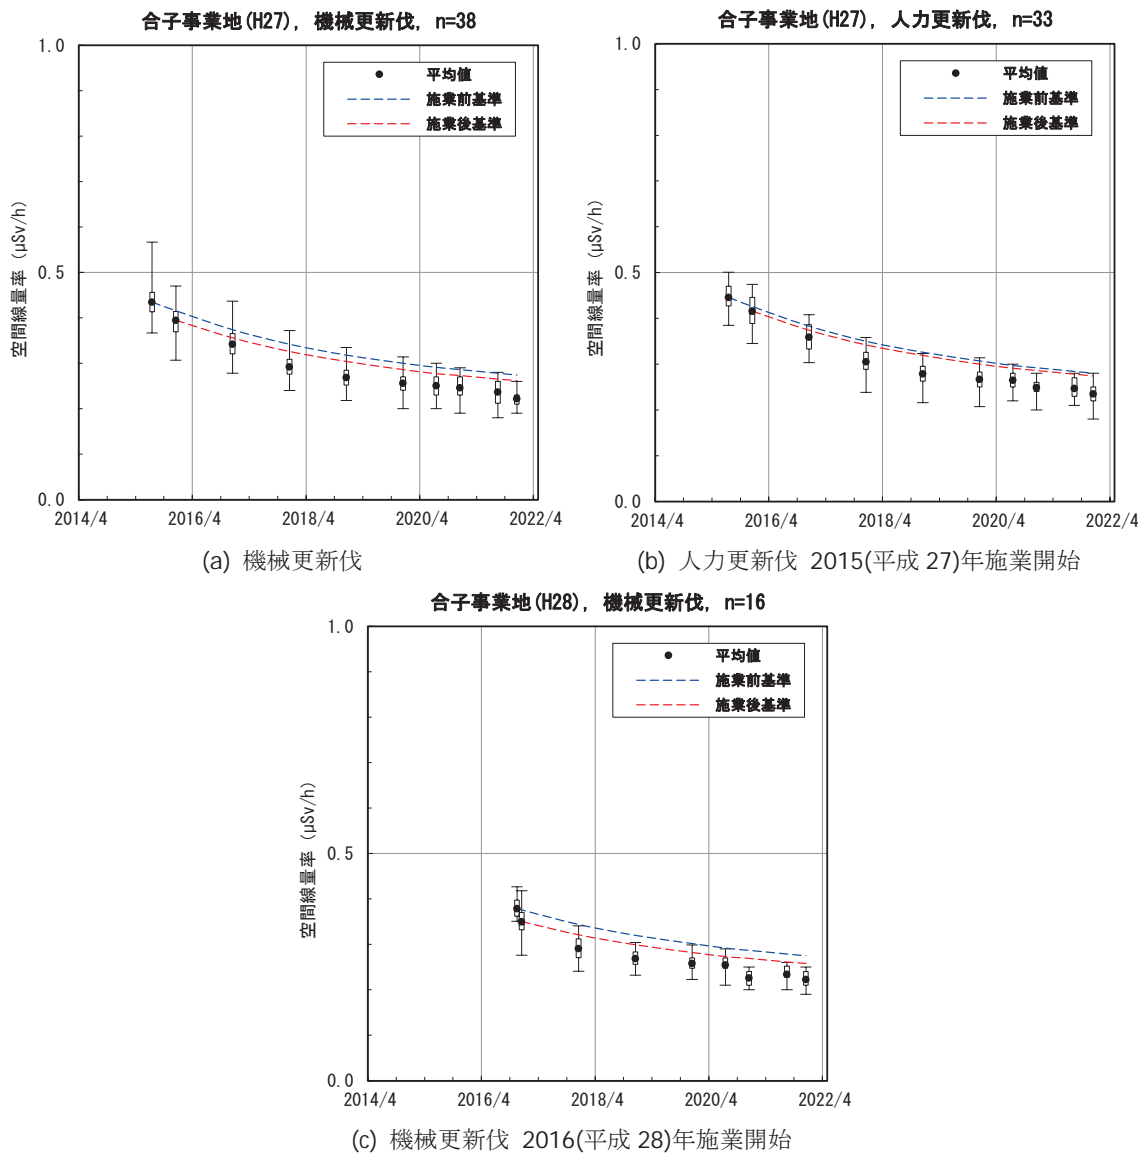 合子事業地(H27), 機械更新伐, n=38
1.0
平均値
施業前基準
施業後基準
空間線量率 (μSv/h)
0.5
0.0
2014/4 2016/4 2018/4 2020/4 2022/4
(a) 機械更新伐
合子事業地(H27), 人力更新伐, n=33
1.0
平均値
施業前基準
施業後基準
空間線量率 (μSv/h)
0.5
0.0
2014/4 2016/4 2018/4 2020/4 2022/4
(b) 人力更新伐 2015(平成 27)年施業開始
合子事業地(H28), 機械更新伐, n=16
1.0
平均値
施業前基準
施業後基準
空間線量率 (μSv/h)
0.5
0.0
2014/4 2016/4 2018/4 2020/4 2022/4
(c) 機械更新伐 2016(平成 28)年施業開始